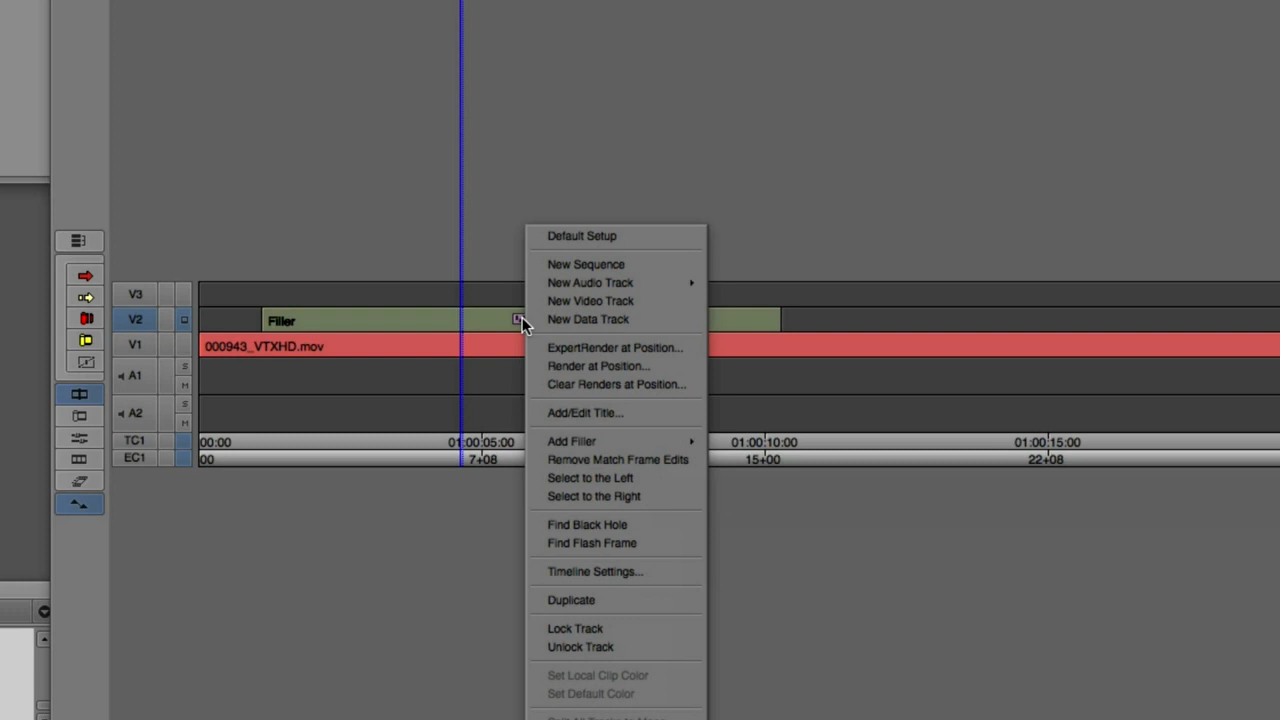 Default Setup
New Sequence
New Audio Track
New Video Track
New Data Track
ExpertRender at Position...
Render at Position...
Clear Renders at Position...
Add/Edit Title...
Add Filler
Remove Match Frame Edits
Select to the Left
Select to the Right
Find Black Hole
Find Flash Frame
Timeline Settings...
Duplicate
Lock Track
Unlock Track
Set Local Clip Color
Set Default Color
V3
V2 Filler
V1 000943_VTXHD.mov
A1 S M
A2 S M
TC1 00:00 01:00:05:00 01:00:10:00 01:00:15:00
EC1 00 7+08 15+00 22+08